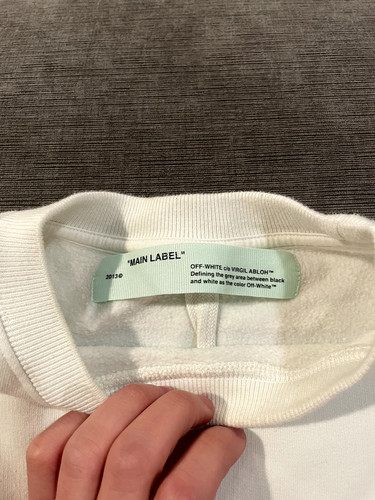 "MAIN LABEL"
2013©
OFF-WHITE c/o VIRGIL ABLOH™
Defining the grey area between black
and white as the color Off-White™